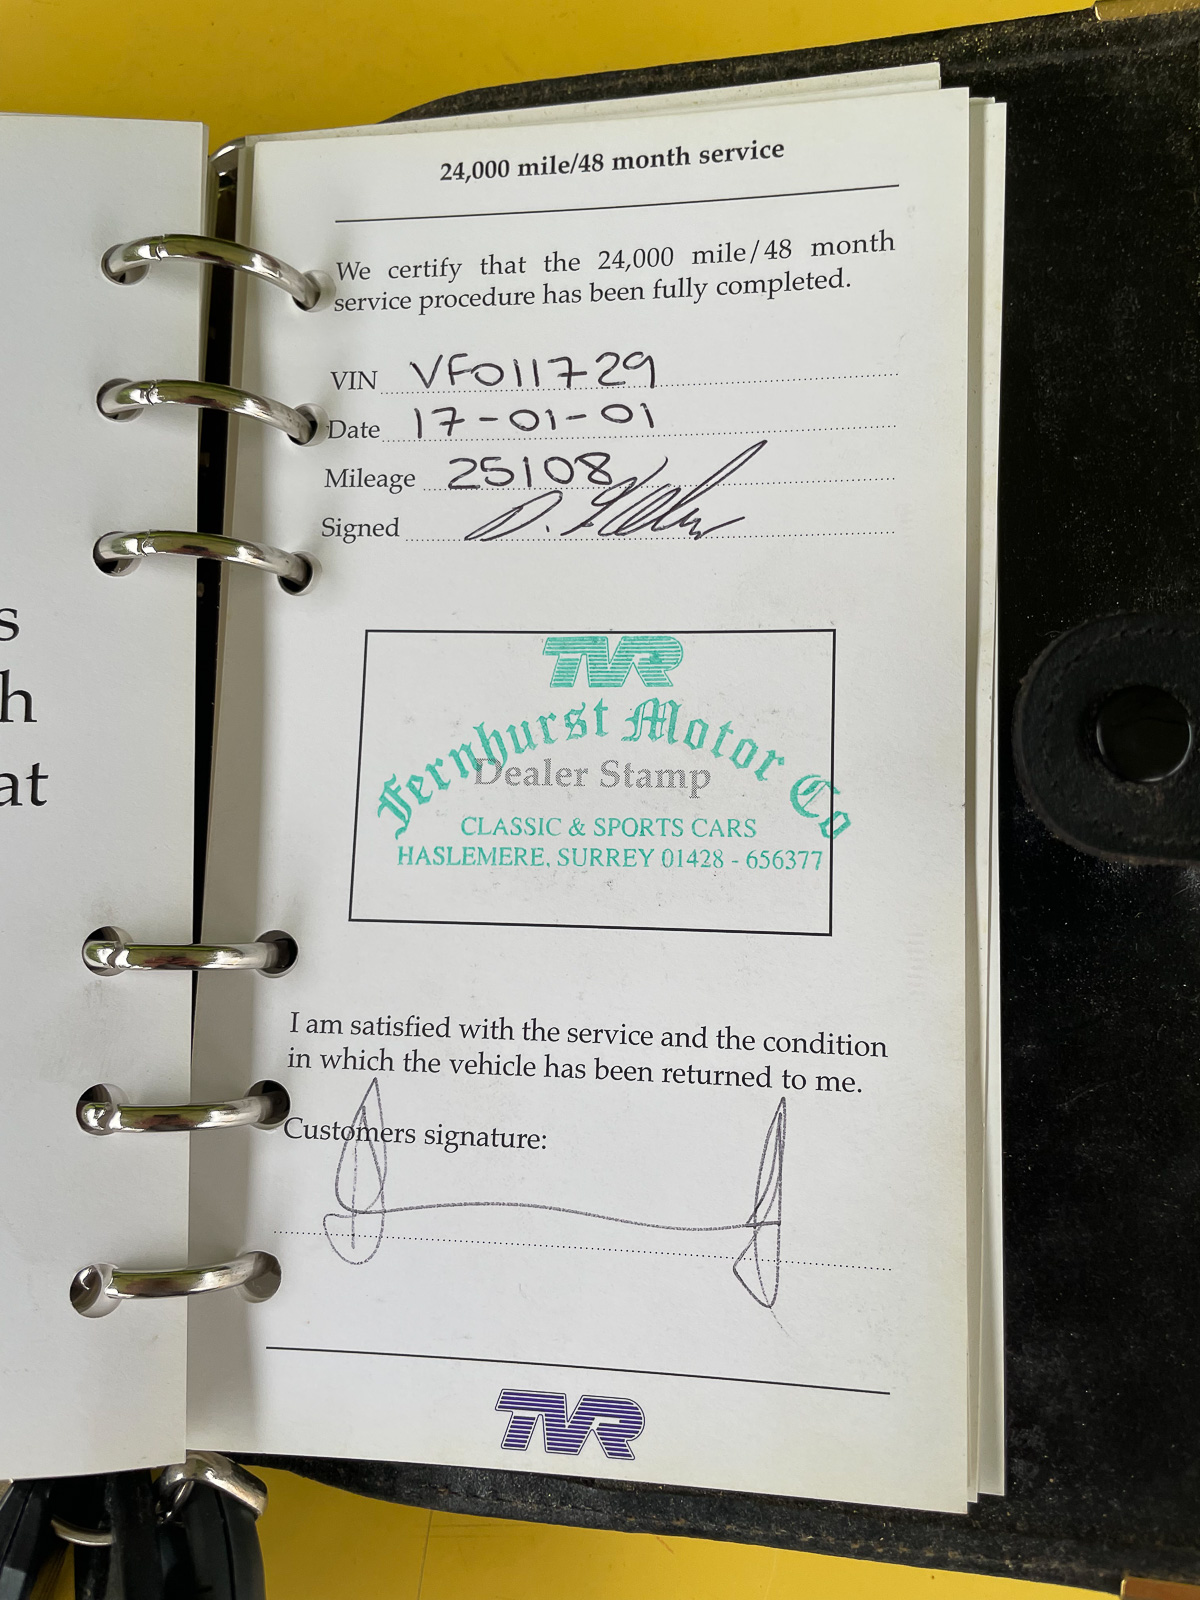 s
h
at
24,000 mile/48 month service
We certify that the 24,000 mile/48 month
service procedure has been fully completed.
VIN VF011729
Date 17-01-01
Mileage 25108
Signed
TVR
Fernhurst Motor Co
Dealer Stamp
CLASSIC & SPORTS CARS
HASLEMERE, SURREY 01428 - 656377
I am satisfied with the service and the condition
in which the vehicle has been returned to me.
Customers signature:
TVR